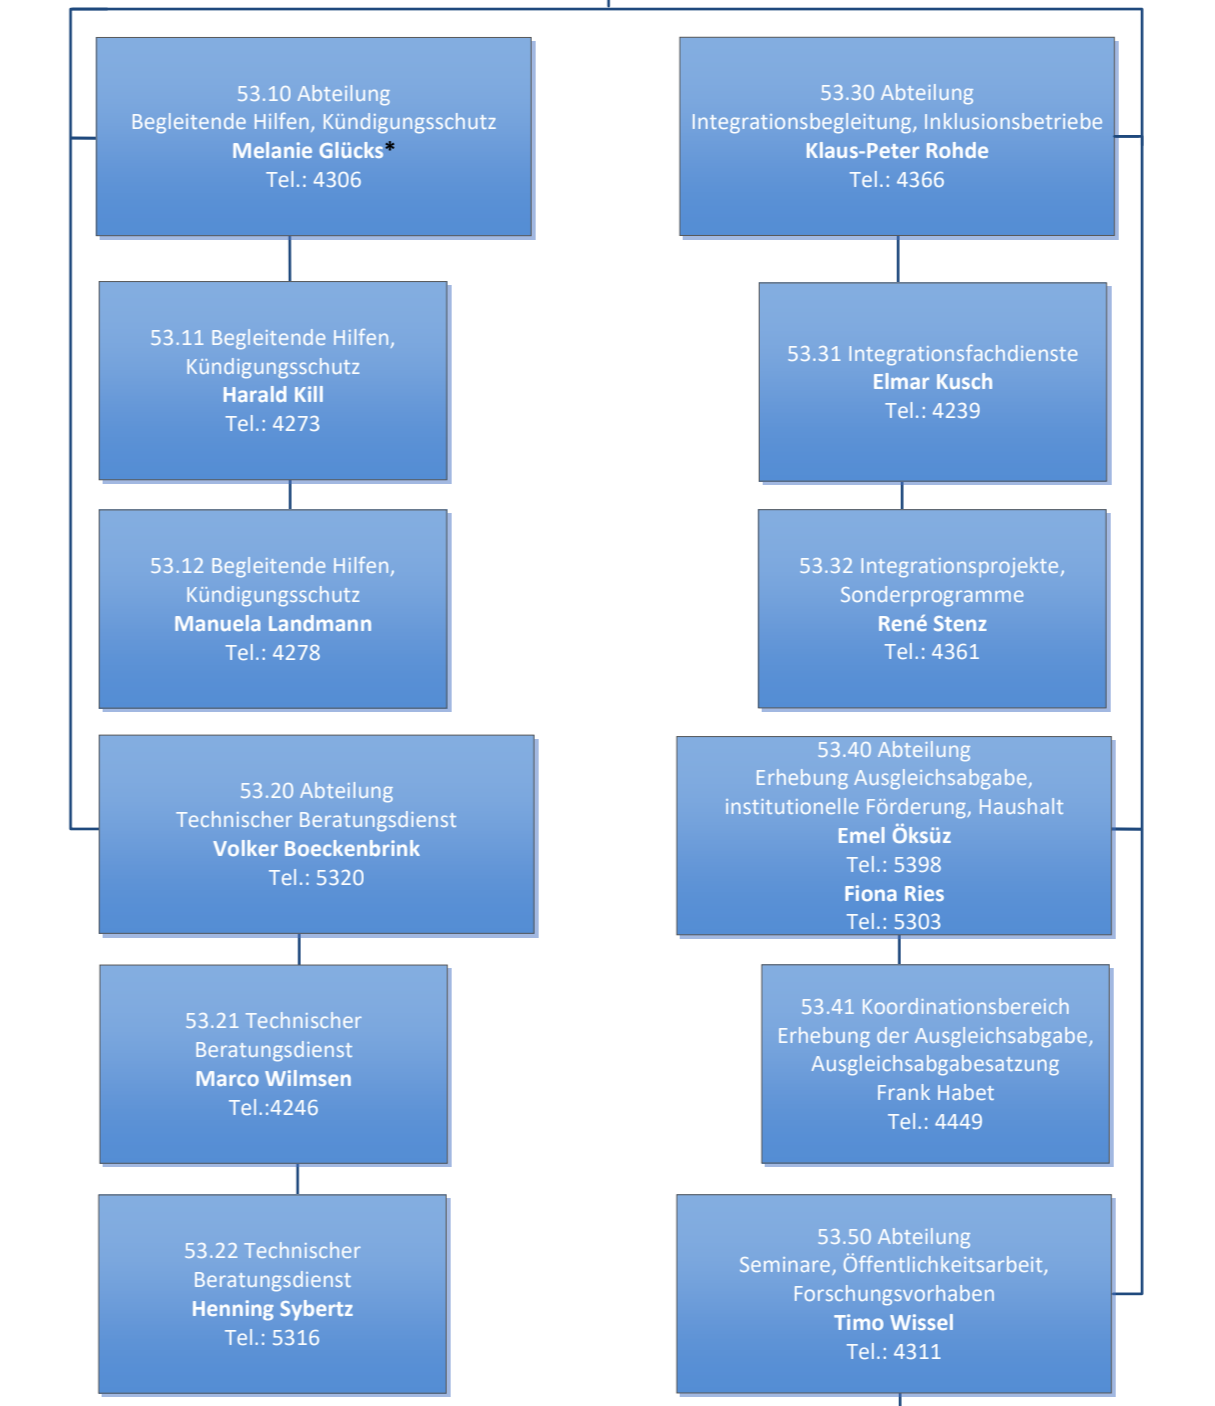 53.10 Abteilung
Begleitende Hilfen, Kündigungsschutz
Melanie Glücks*
Tel.: 4306
53.11 Begleitende Hilfen,
Kündigungsschutz
Harald Kill
Tel.: 4273
53.12 Begleitende Hilfen,
Kündigungsschutz
Manuela Landmann
Tel.: 4278
53.20 Abteilung
Technischer Beratungsdienst
Volker Boeckenbrink
Tel.: 5320
53.21 Technischer
Beratungsdienst
Marco Wilmsen
Tel.:4246
53.22 Technischer
Beratungsdienst
Henning Sybertz
Tel.: 5316
53.30 Abteilung
Integrationsbegleitung, Inklusionsbetriebe
Klaus-Peter Rohde
Tel.: 4366
53.31 Integrationsfachdienste
Elmar Kusch
Tel.: 4239
53.32 Integrationsprojekte,
Sonderprogramme
René Stenz
Tel.: 4361
53.40 Abteilung
Erhebung Ausgleichsabgabe,
institutionelle Förderung, Haushalt
Emel Öksüz
Tel.: 5398
Fiona Ries
Tel.: 5303
53.41 Koordinationsbereich
Erhebung der Ausgleichsabgabe,
Ausgleichsabgabesatzung
Frank Habet
Tel.: 4449
53.50 Abteilung
Seminare, Öffentlichkeitsarbeit,
Forschungsvorhaben
Timo Wissel
Tel.: 4311